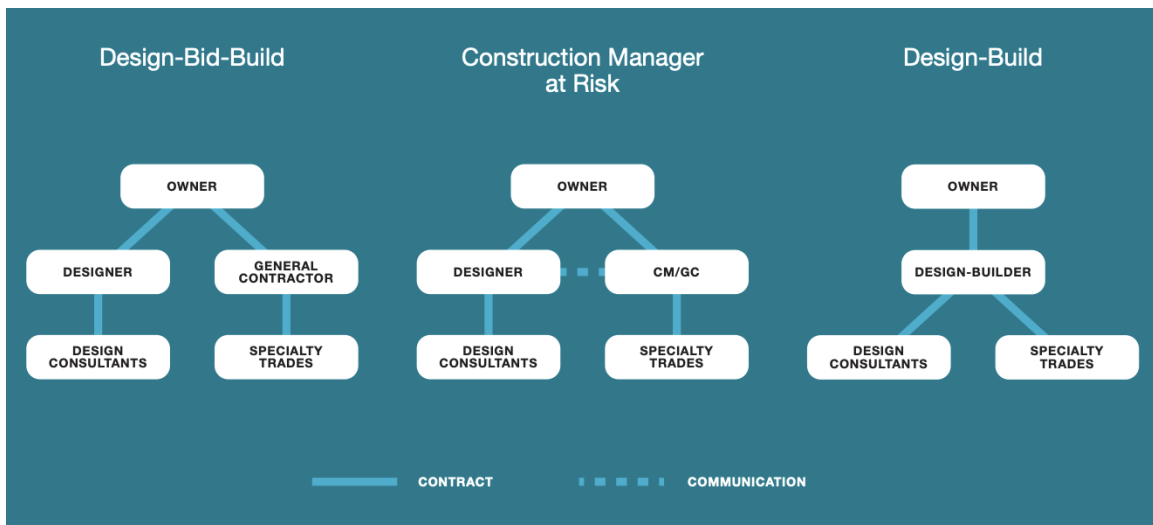 Design-Bid-Build
Construction Manager
at Risk
Design-Build
OWNER
OWNER
OWNER
DESIGNER
GENERAL
CONTRACTOR
DESIGNER
CM/GC
DESIGN-BUILDER
DESIGN
CONSULTANTS
SPECIALTY
TRADES
DESIGN
CONSULTANTS
SPECIALTY
TRADES
DESIGN
CONSULTANTS
SPECIALTY
TRADES
CONTRACT
COMMUNICATION